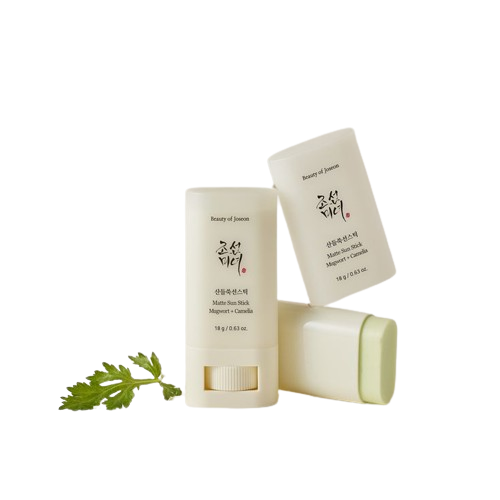 Beauty of Joseon
조선
미녀
산들쑥선스틱
Matte Sun Stick
Mugwort + Camelia
18 g / 0.63 oz.
Beauty of Joseon
조선
미녀
산들쑥선스틱
Matte Sun Stick
Mugwort + Camelia
18 g / 0.63 oz.